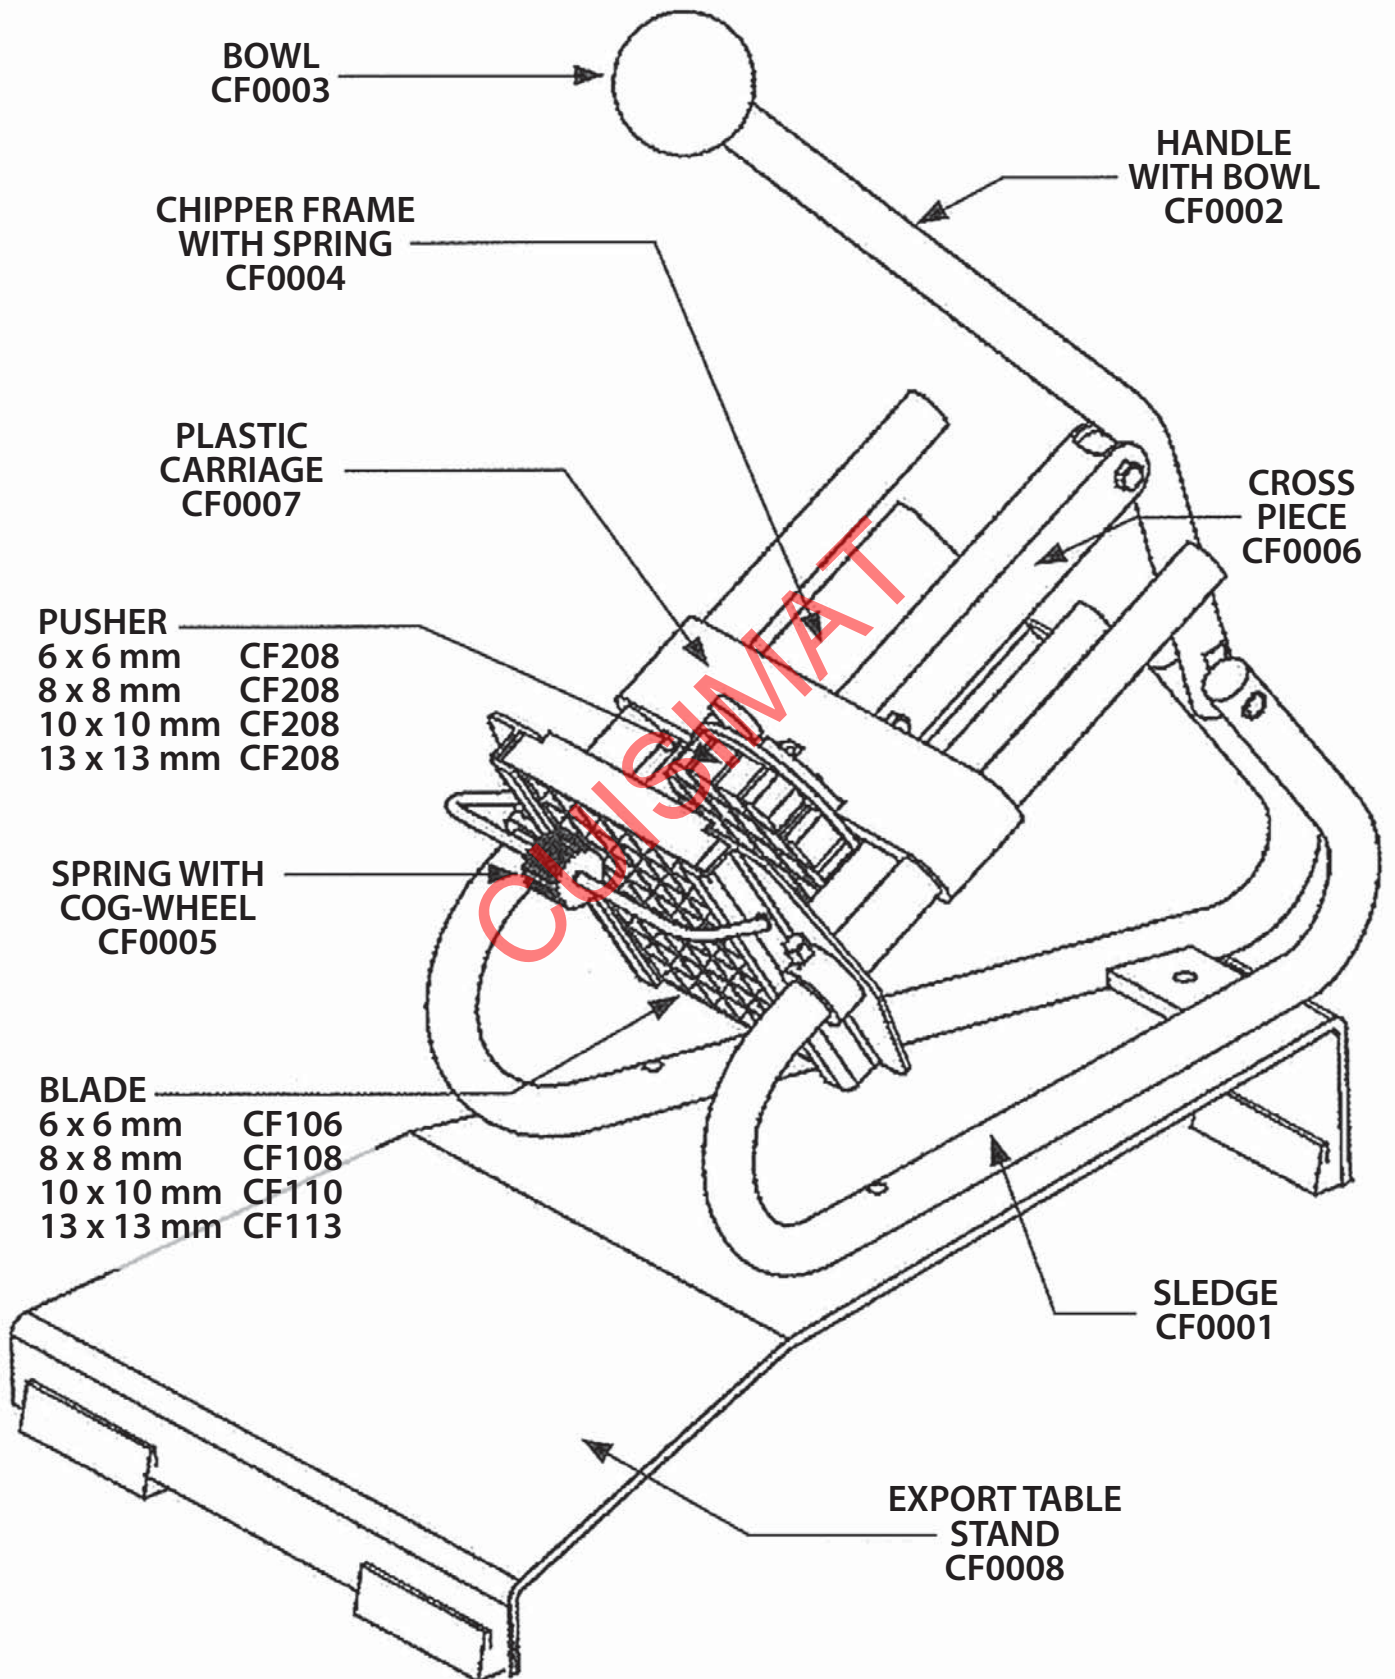 BOWL
CF0003
HANDLE
WITH BOWL
CF0002
CHIPPER FRAME
WITH SPRING
CF0004
PLASTIC
CARRIAGE
CF0007
CROSS
PIECE
CF0006
PUSHER
6 x 6 mm CF208
8 x 8 mm CF208
10 x 10 mm CF208
13 x 13 mm CF208
CUISIMAT
SPRING WITH
COG-WHEEL
CF0005
BLADE
6 x 6 mm CF106
8 x 8 mm CF108
10 x 10 mm CF110
13 x 13 mm CF113
SLEDGE
CF0001
EXPORT TABLE
STAND
CF0008